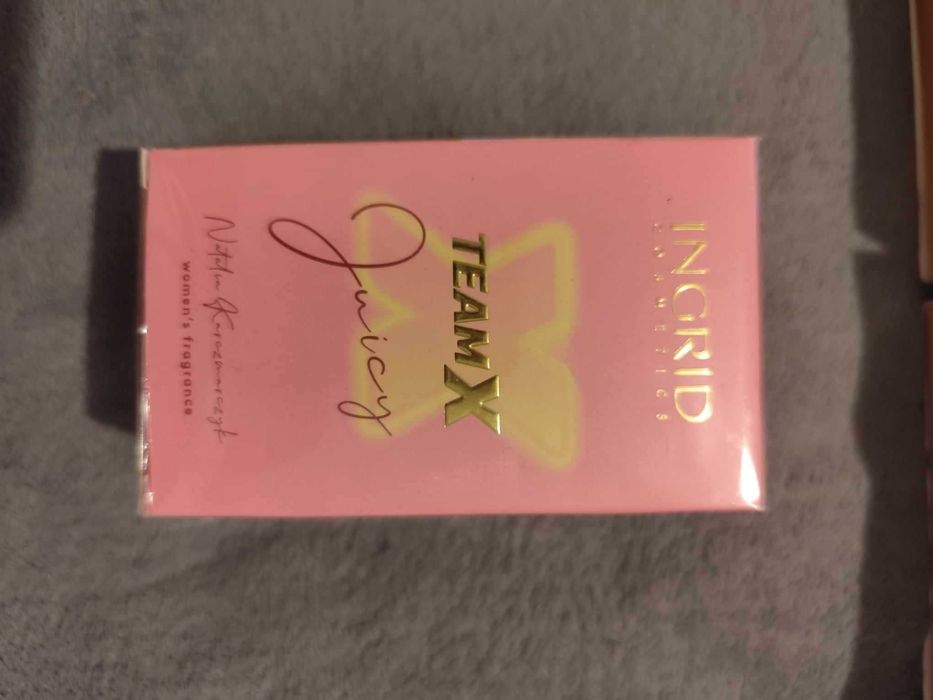 INGRID
COSMETICS
TEAM X
Juicy
Natalia Karczmarczyk
women's fragrance